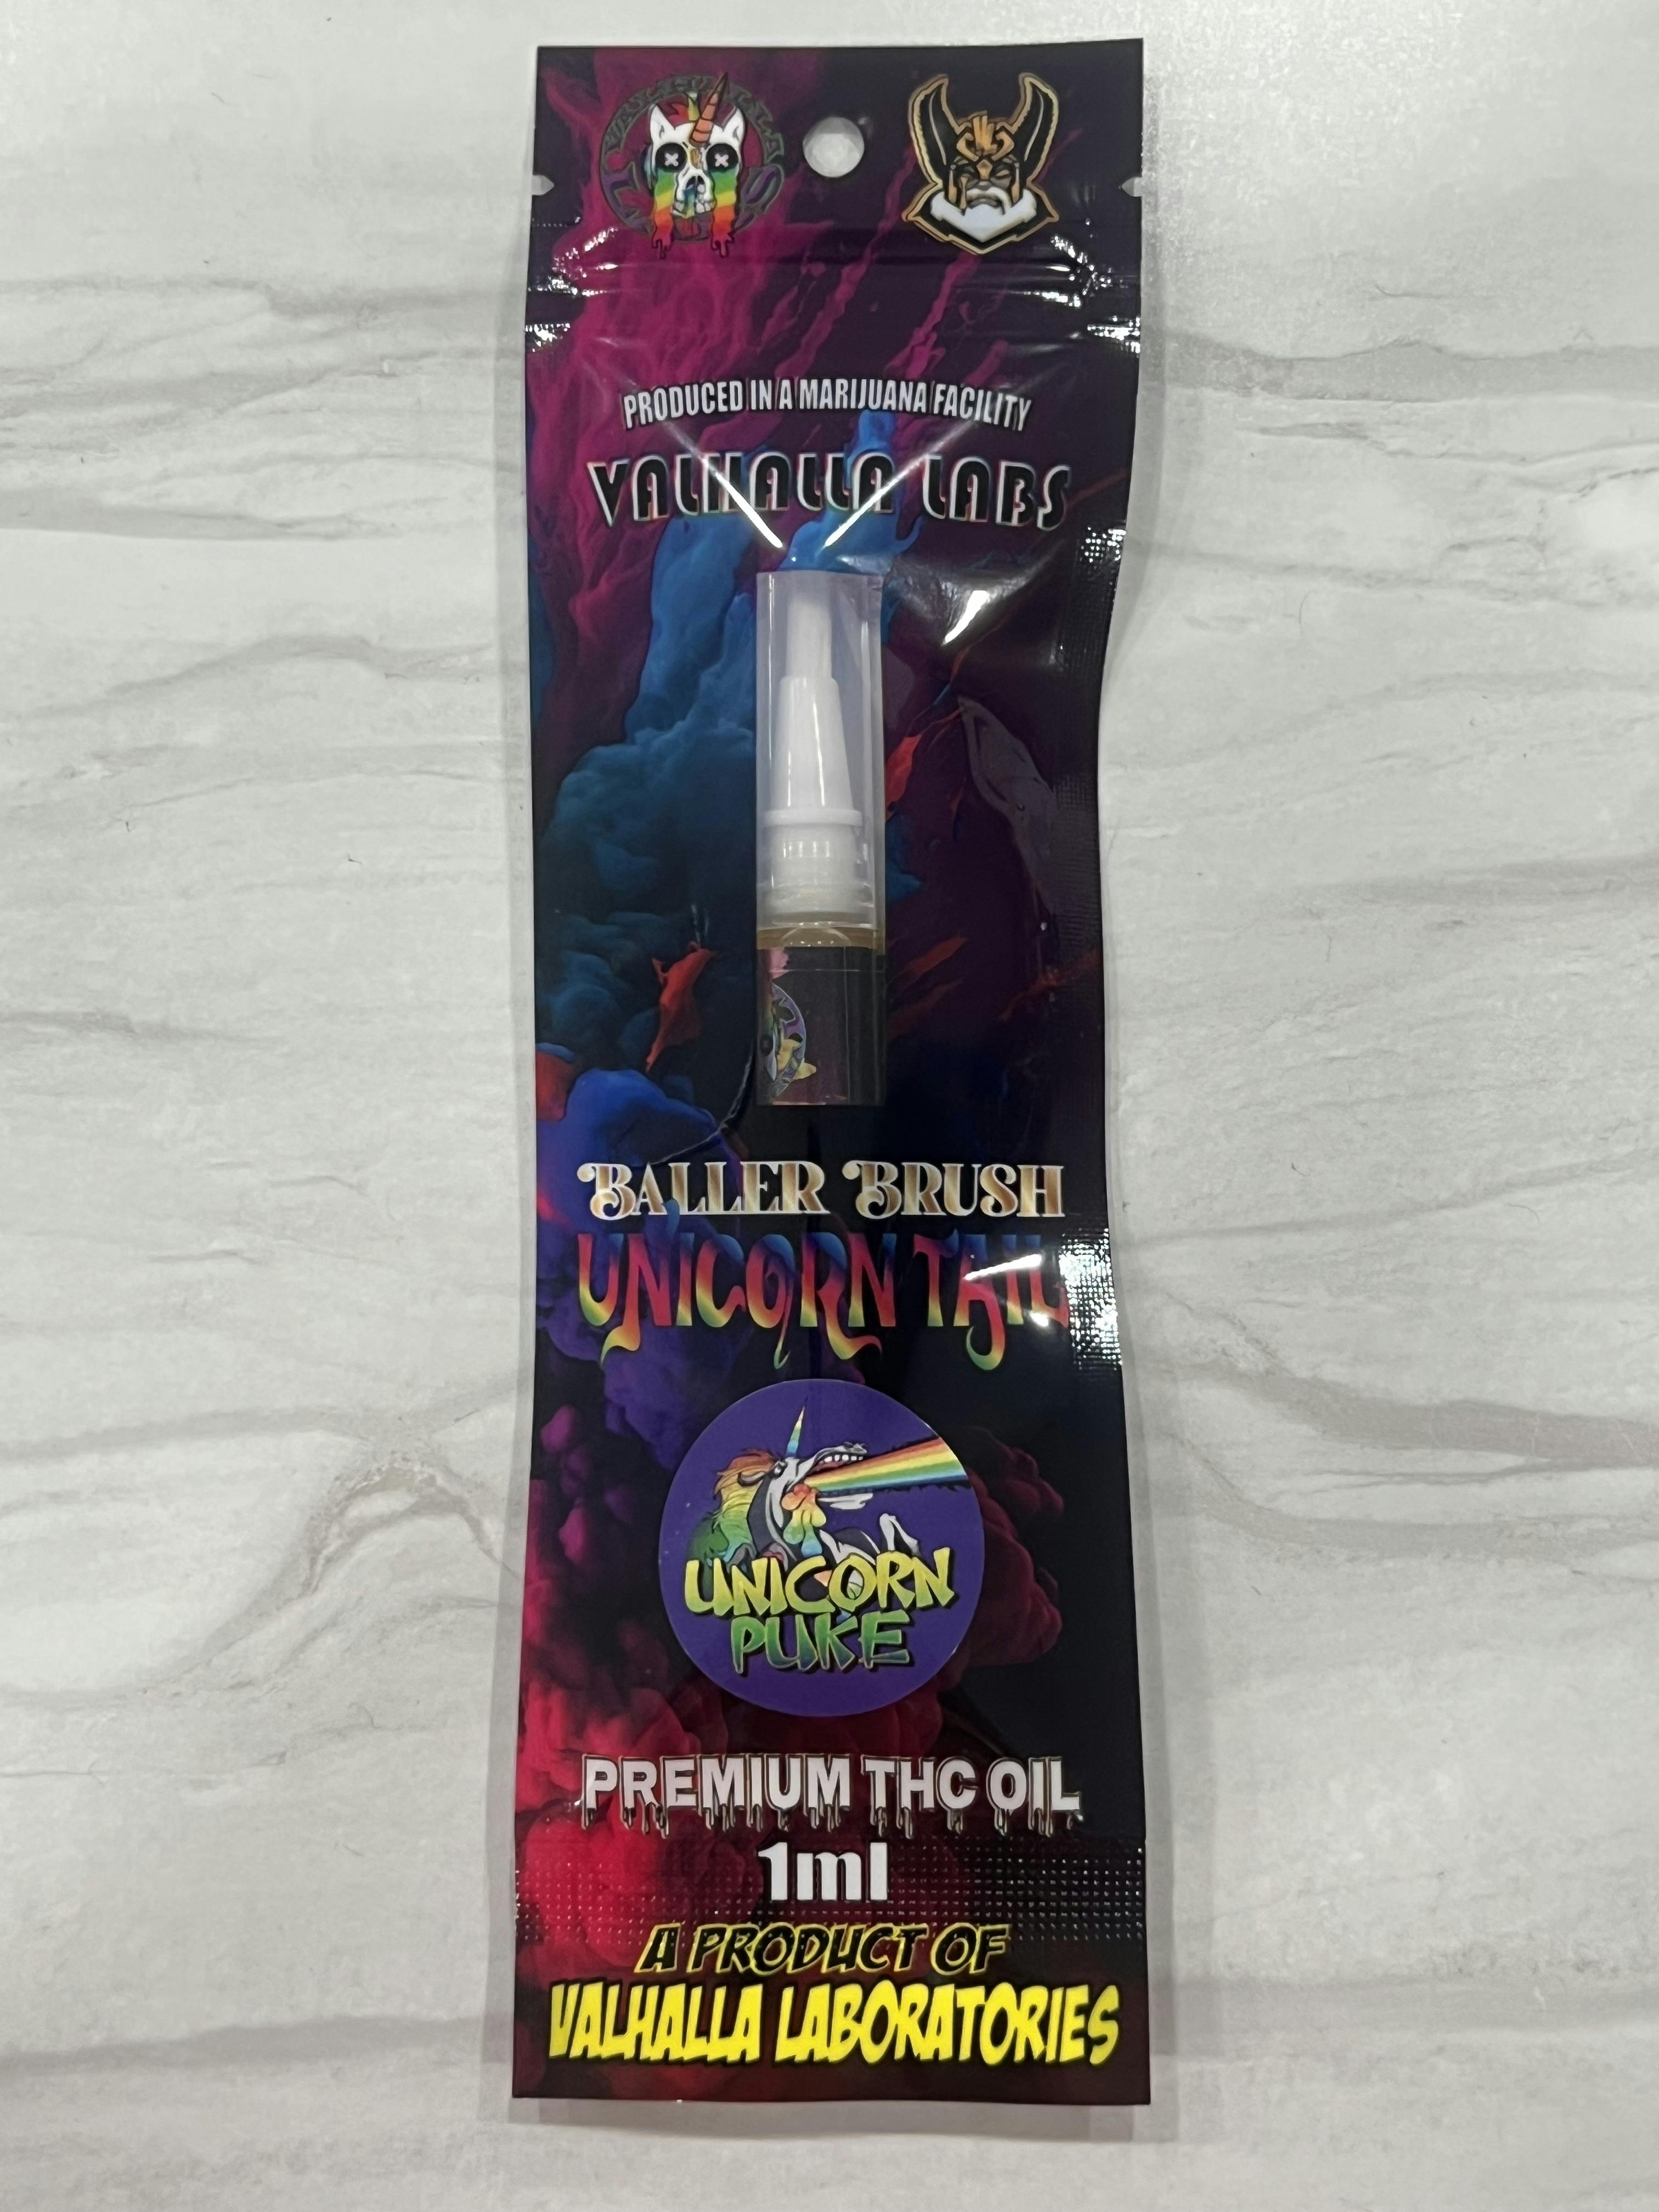 PRODUCED IN A MARIJUANA FACILITY
VALHALLA LABS
BALLER BRUSH
UNICORN TAIL
UNICORN
PUKE
PREMIUM THC OIL
1ml
A PRODUCT OF
VALHALLA LABORATORIES